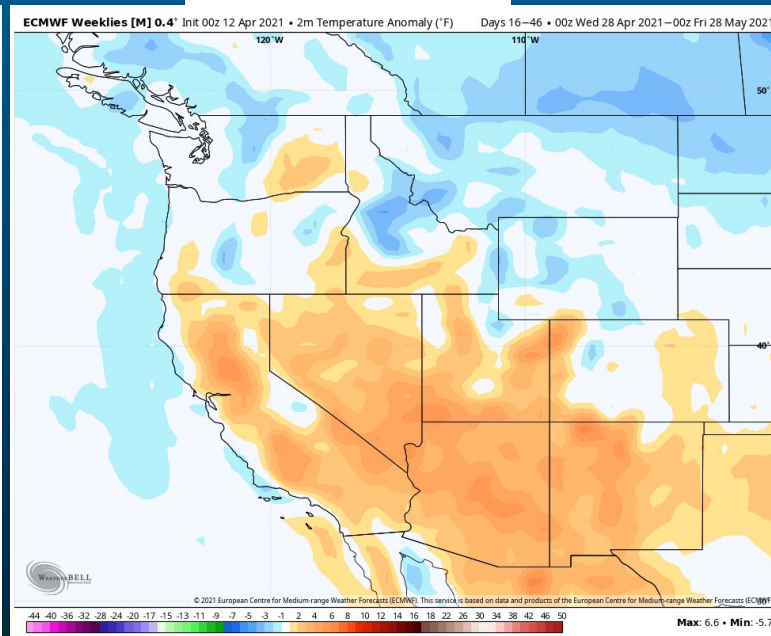 ECMWF Weeklies [M] 0.4° Init 00z 12 Apr 2021 • 2m Temperature Anomaly (°F) Days 16−46 • 00z Wed 28 Apr 2021−00z Fri 28 May 2021
120°W 110°W
50°
40°
WEATHERBELL
© 2021 European Centre for Medium-range Weather Forecasts (ECMWF). This service is based on data and products of the European Centre for Medium-range Weather Forecasts (ECMWF)
-44 -40 -36 -32 -28 -24 -20 -17 -15 -13 -11 -9 -7 -5 -3 -1 2 4 6 8 10 12 14 16 18 22 26 30 34 38 42 46 50
Max: 6.6 • Min: -5.7